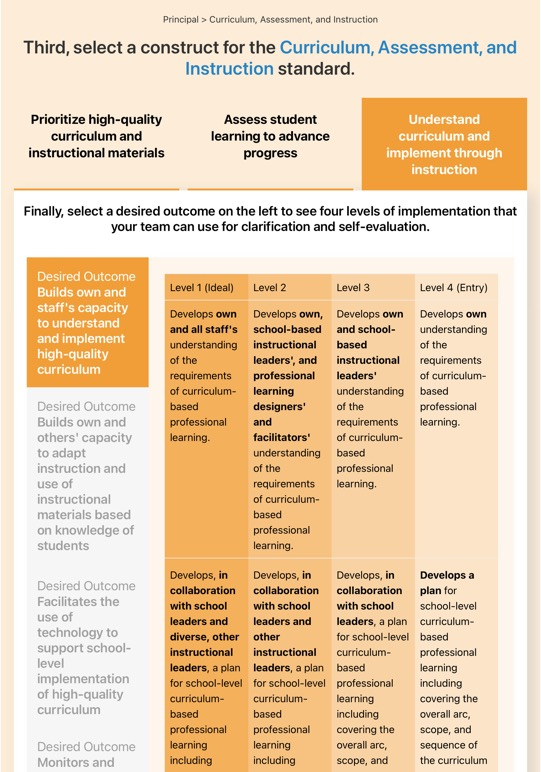 Principal > Curriculum, Assessment, and Instruction
Third, select a construct for the Curriculum, Assessment, and
Instruction standard.
Prioritize high-quality
curriculum and
instructional materials
Assess student
learning to advance
progress
Understand
curriculum and
implement through
instruction
Finally, select a desired outcome on the left to see four levels of implementation that
your team can use for clarification and self-evaluation.
Desired Outcome
Builds own and
staff's capacity
to understand
and implement
high-quality
curriculum
Desired Outcome
Builds own and
others' capacity
to adapt
instruction and
use of
instructional
materials based
on knowledge of
students
Desired Outcome
Facilitates the
use of
technology to
support school-
level
implementation
of high-quality
curriculum
Desired Outcome
Monitors and
Level 1 (Ideal)
Level 2
Level 3
Level 4 (Entry)
Develops own
and all staff's
understanding
of the
requirements
of curriculum-
based
professional
learning.
Develops own,
school-based
instructional
leaders', and
professional
learning
designers'
and
facilitators'
understanding
of the
requirements
of curriculum-
based
professional
learning.
Develops own
and school-
based
instructional
leaders'
understanding
of the
requirements
of curriculum-
based
professional
learning.
Develops own
understanding
of the
requirements
of curriculum-
based
professional
learning.
Develops, in
collaboration
with school
leaders and
diverse, other
instructional
leaders, a plan
for school-level
curriculum-
based
professional
learning
including
Develops, in
collaboration
with school
leaders and
other
instructional
leaders, a plan
for school-level
curriculum-
based
professional
learning
including
Develops, in
collaboration
with school
leaders, a plan
for school-level
curriculum-
based
professional
learning
including
covering the
overall arc,
scope, and
Develops a
plan for
school-level
curriculum-
based
professional
learning
including
covering the
overall arc,
scope, and
sequence of
the curriculum